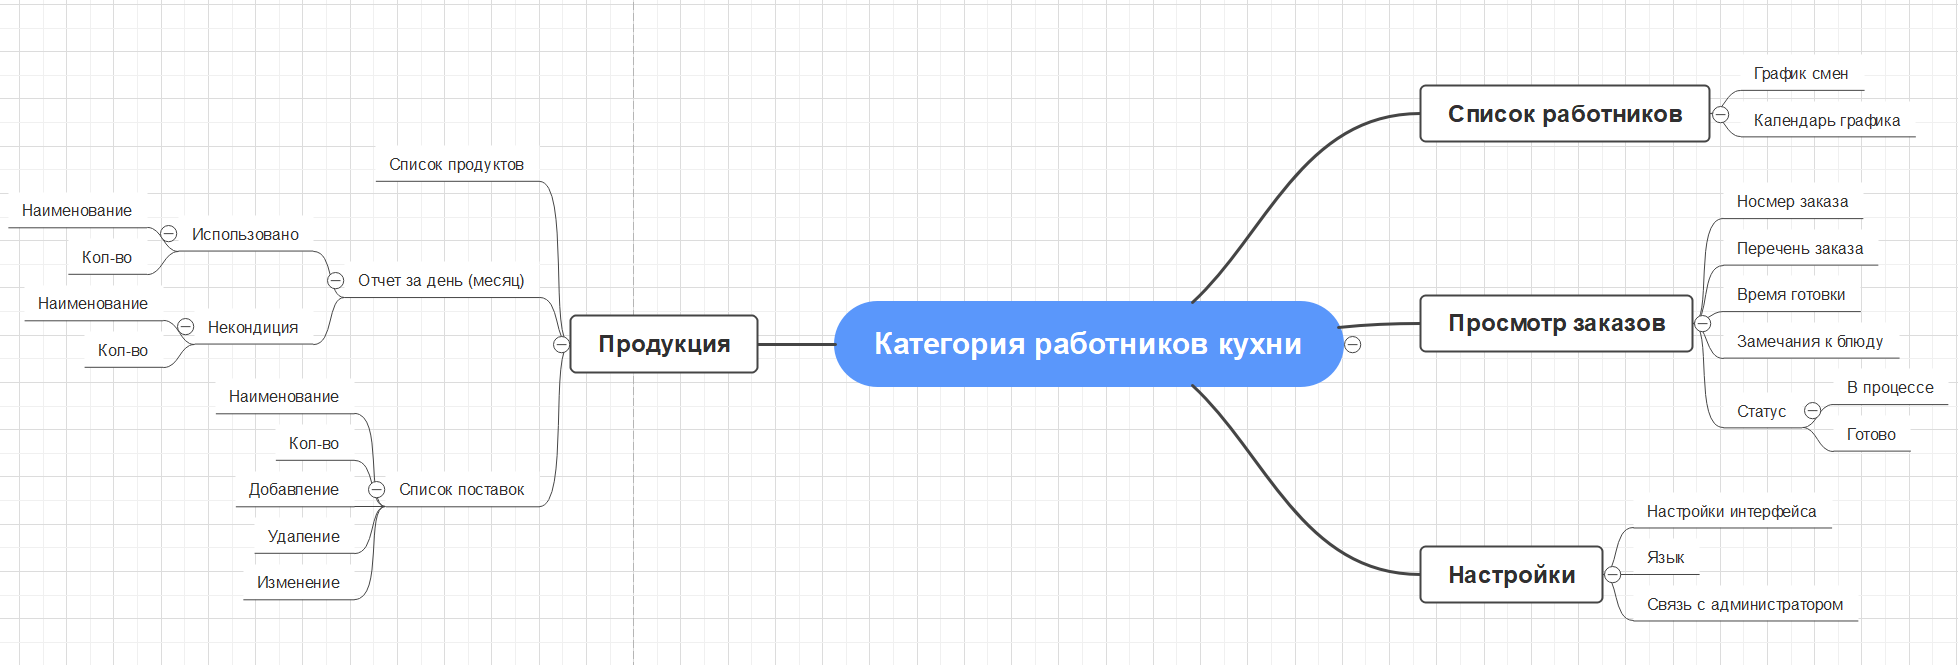 Категория работников кухни
Список работников
График смен
Календарь графика
Просмотр заказов
Носмер заказа
Перечень заказа
Время готовки
Замечания к блюду
Статус
В процессе
Готово
Настройки
Настройки интерфейса
Язык
Связь с администратором
Продукция
Список продуктов
Отчет за день (месяц)
Использовано
Наименование
Кол-во
Некондиция
Наименование
Кол-во
Список поставок
Наименование
Кол-во
Добавление
Удаление
Изменение